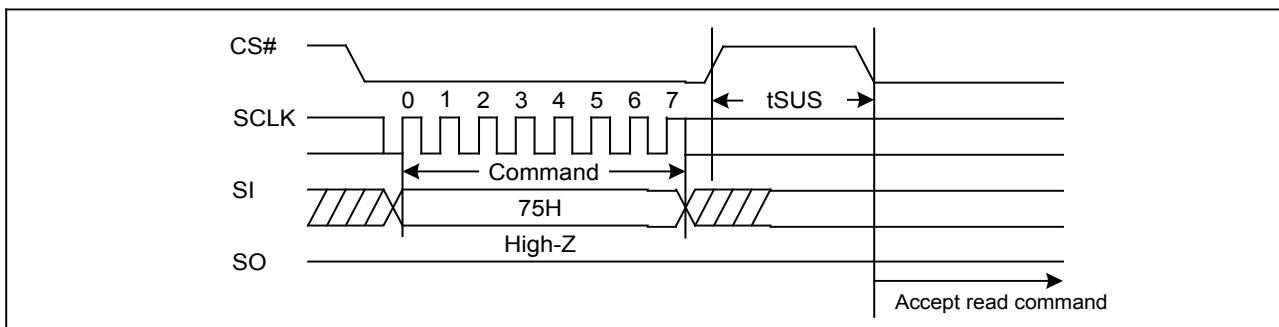 CS#
0 1 2 3 4 5 6 7
tSUS
SCLK
Command
SI
75H
High-Z
SO
Accept read command